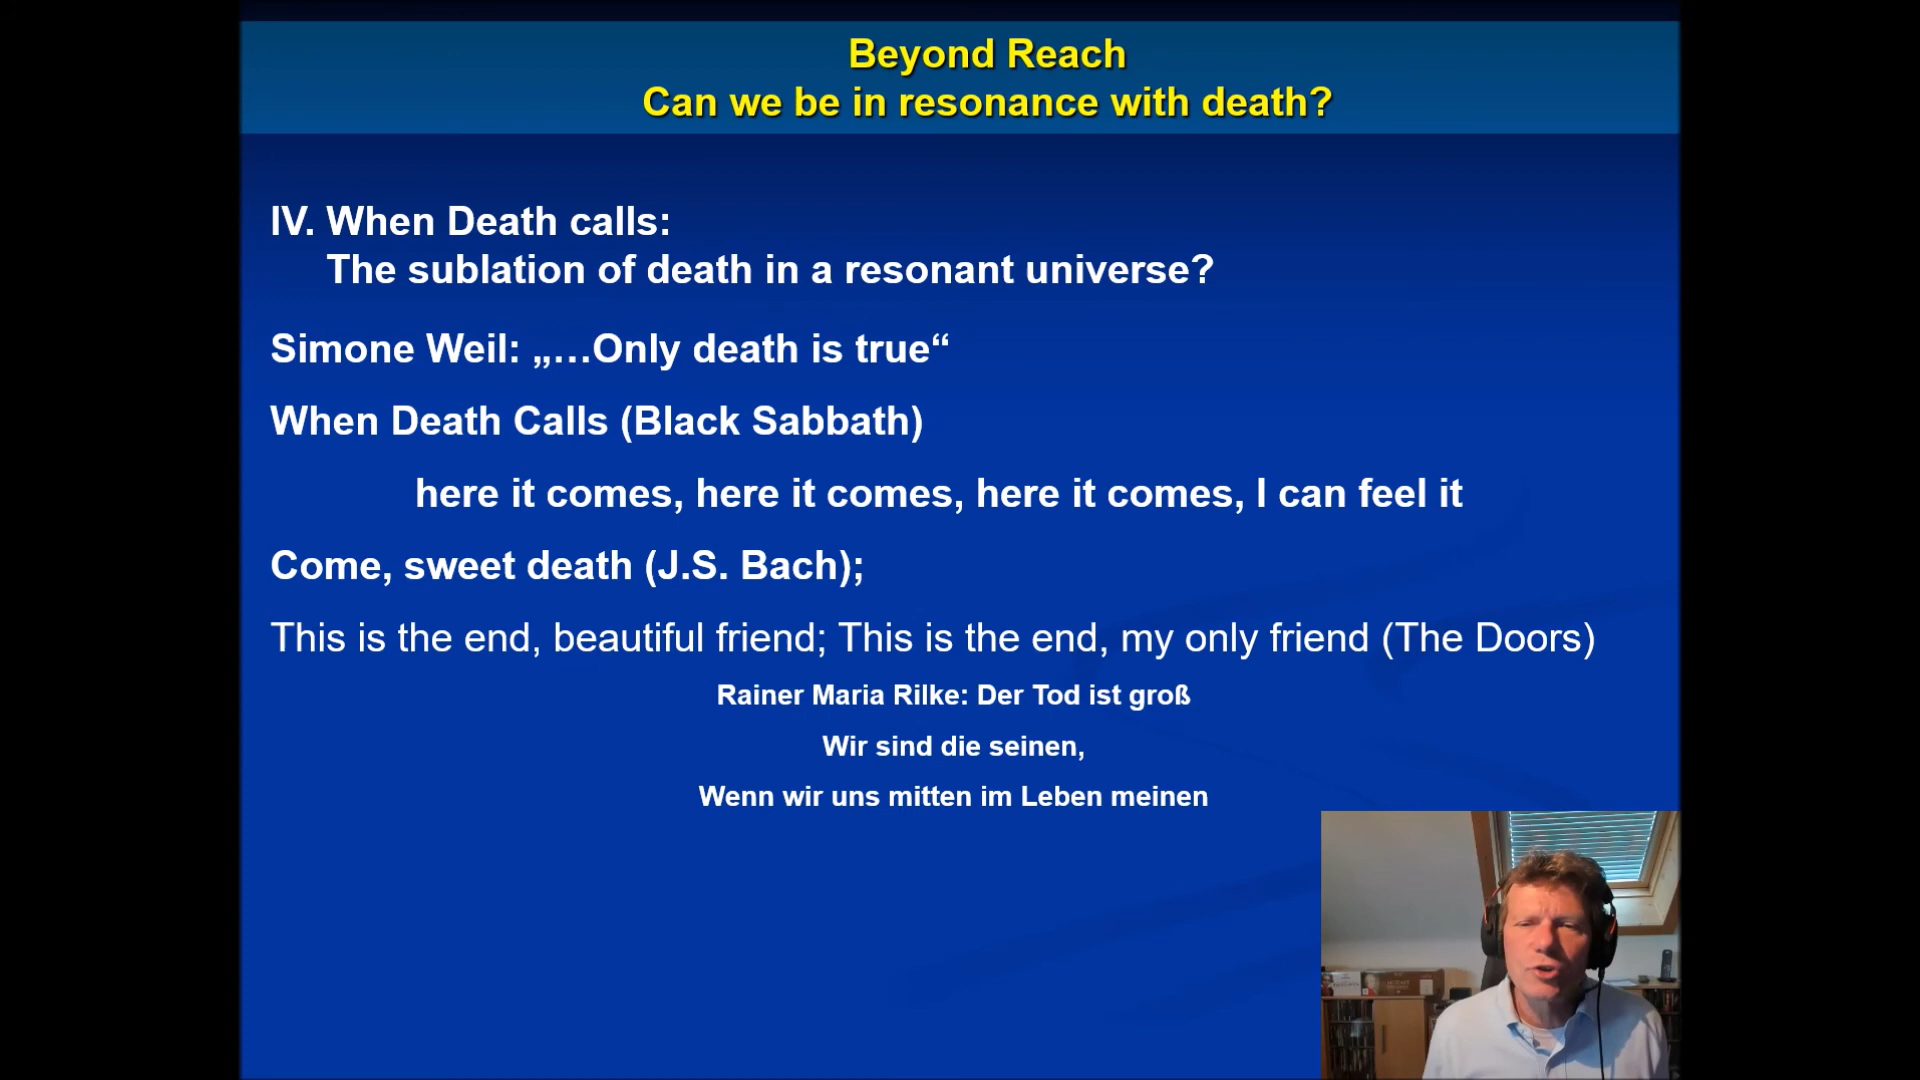 Beyond Reach
Can we be in resonance with death?
IV. When Death calls:
The sublation of death in a resonant universe?
Simone Weil: „…Only death is true“
When Death Calls (Black Sabbath)
here it comes, here it comes, here it comes, I can feel it
Come, sweet death (J.S. Bach);
This is the end, beautiful friend; This is the end, my only friend (The Doors)
Rainer Maria Rilke: Der Tod ist groß
Wir sind die seinen,
Wenn wir uns mitten im Leben meinen